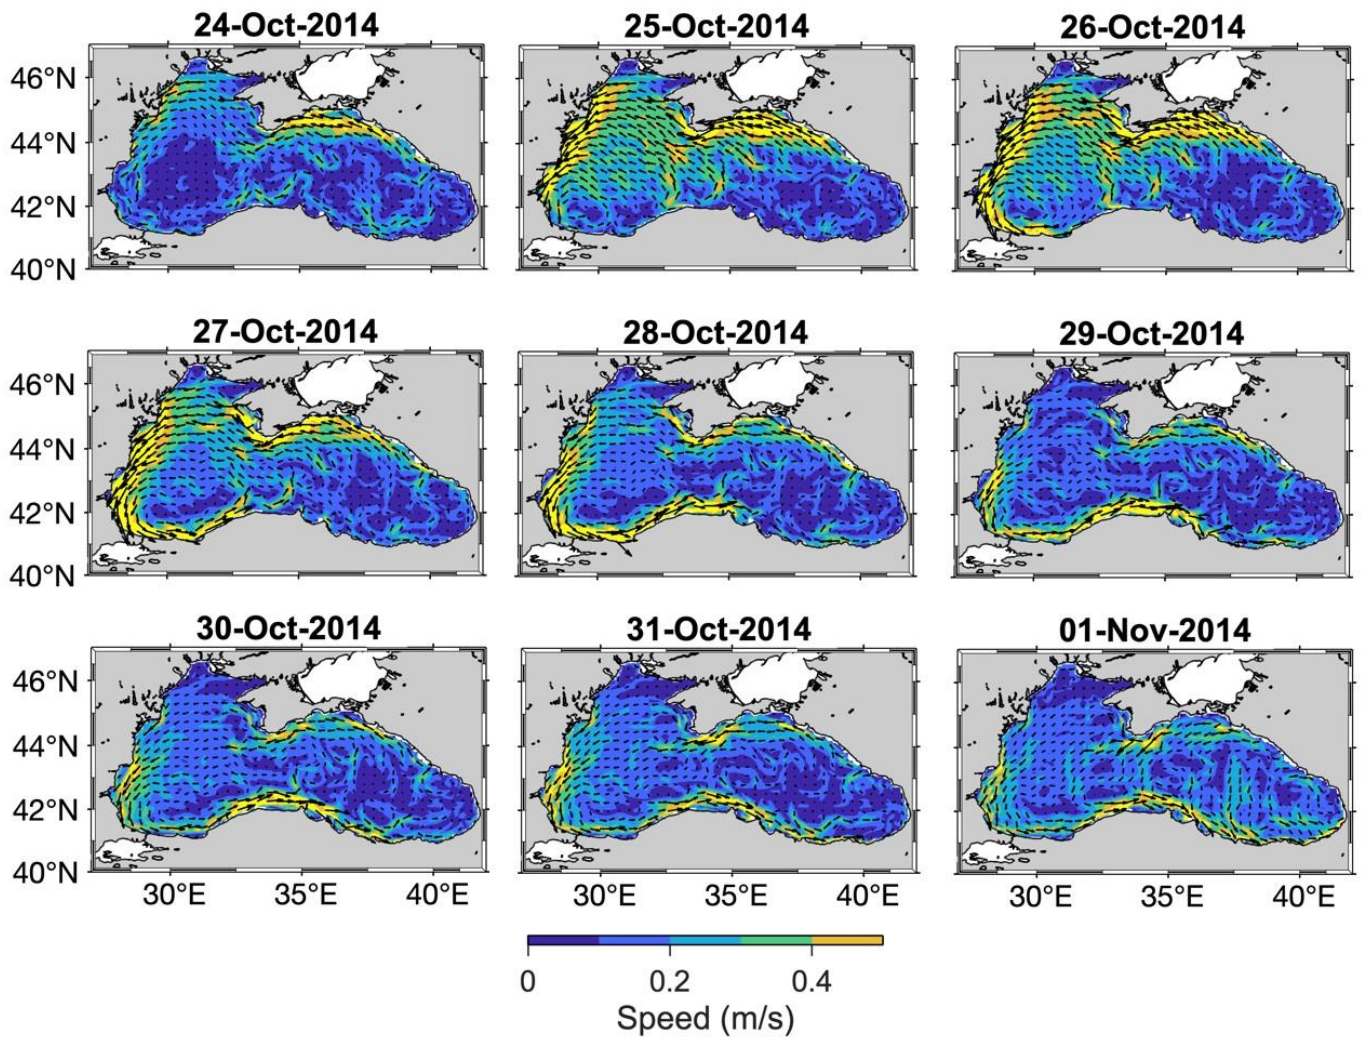 24-Oct-2014 25-Oct-2014 26-Oct-2014
46°N
44°N
42°N
40°N
27-Oct-2014 28-Oct-2014 29-Oct-2014
46°N
44°N
42°N
40°N
30-Oct-2014 31-Oct-2014 01-Nov-2014
46°N
44°N
42°N
40°N
30°E 35°E 40°E 30°E 35°E 40°E 30°E 35°E 40°E
0 0.2 0.4
Speed (m/s)